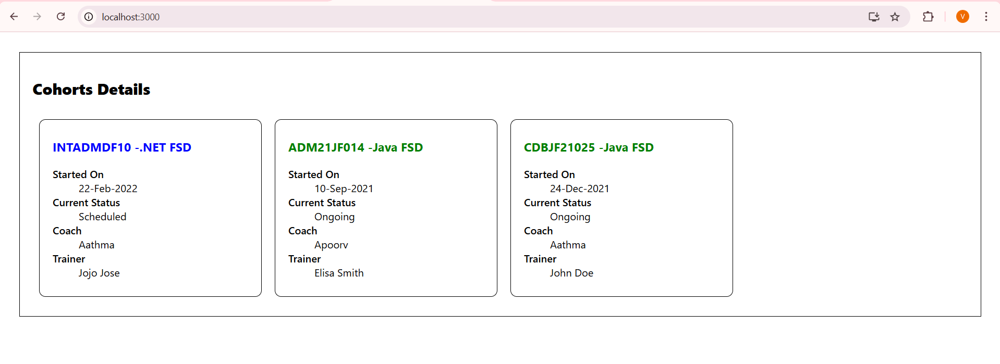 localhost:3000
V
Cohorts Details
INTADMDF10 -.NET FSD
Started On
22-Feb-2022
Current Status
Scheduled
Coach
Aathma
Trainer
Jojo Jose
ADM21JF014 -Java FSD
Started On
10-Sep-2021
Current Status
Ongoing
Coach
Apoorv
Trainer
Elisa Smith
CDBJF21025 -Java FSD
Started On
24-Dec-2021
Current Status
Ongoing
Coach
Aathma
Trainer
John Doe